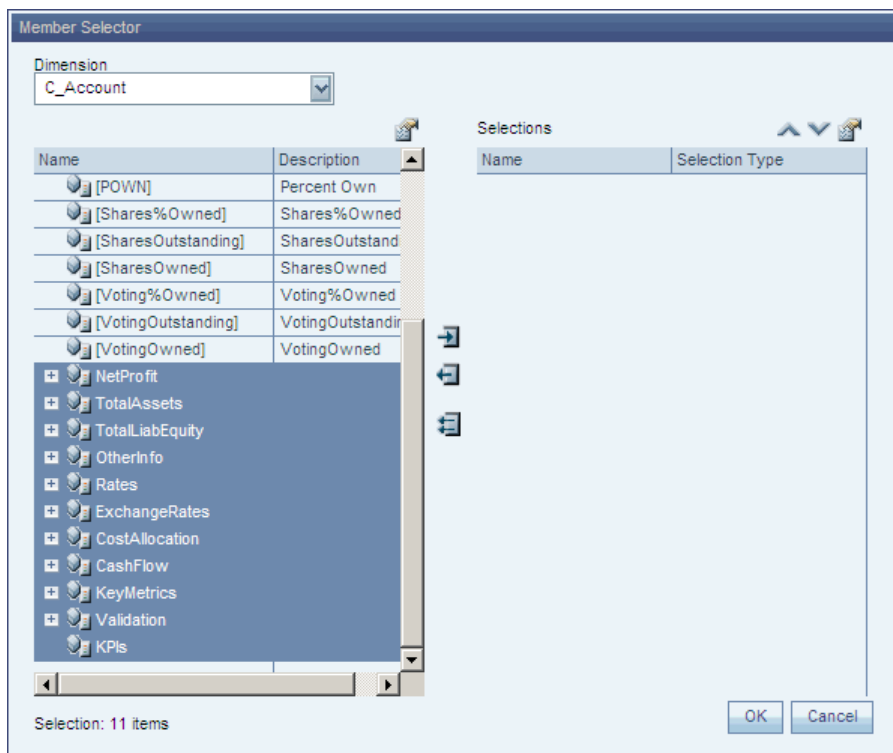 Member Selector
Dimension
C_Account
Selections
Name Description
Name Selection Type
[POWN] Percent Own
[Shares%Owned] Shares%Owned
[SharesOutstanding] SharesOutstand
[SharesOwned] SharesOwned
[Voting%Owned] Voting%Owned
[VotingOutstanding] VotingOutstandin
[VotingOwned] VotingOwned
NetProfit
TotalAssets
TotalLiabEquity
OtherInfo
Rates
ExchangeRates
CostAllocation
CashFlow
KeyMetrics
Validation
KPIs
Selection: 11 items
OK Cancel